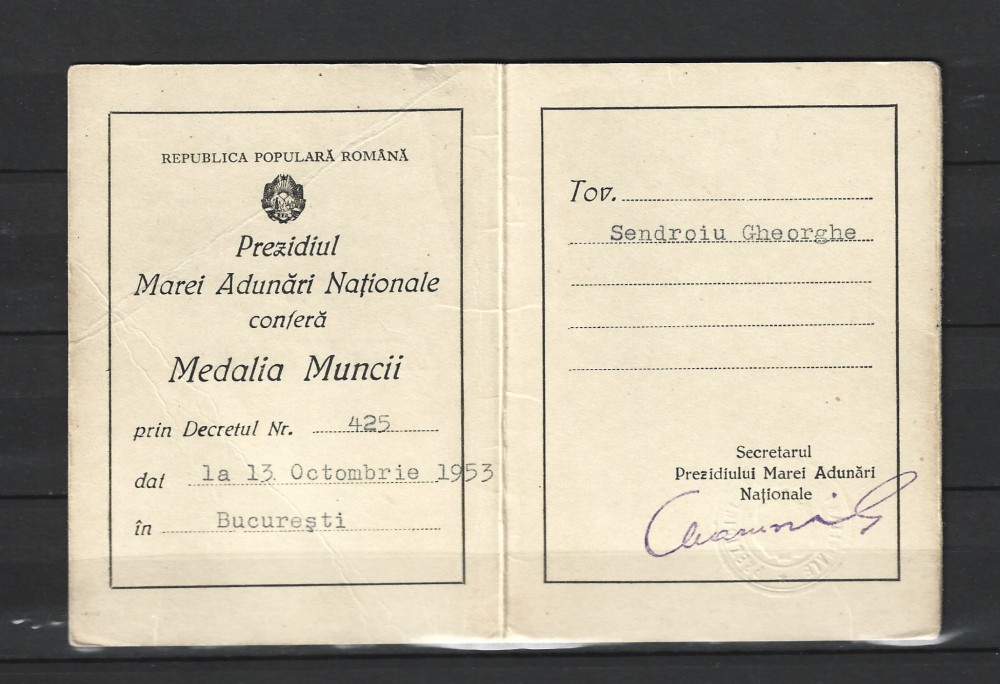 REPUBLICA POPULARĂ ROMÂNĂ
Prezidiul
Marei Adunări Naționale
conferă
Medalia Muncii
prin Decretul Nr. 425
dat la 13 Octombrie 1953
în București
Tov.
Sendroiu Gheorghe
Secretarul
Prezidiului Marei Adunări
Naționale